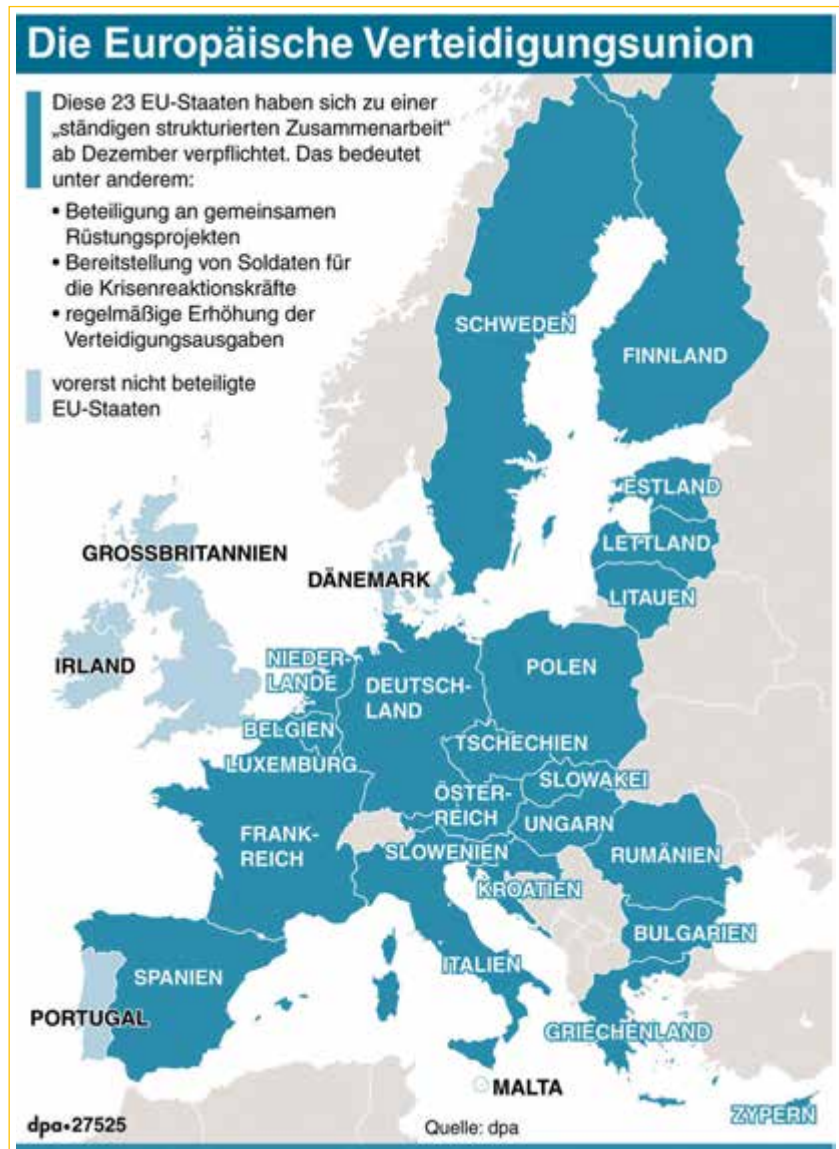 Die Europäische Verteidigungsunion
Diese 23 EU-Staaten haben sich zu einer
„ständigen strukturierten Zusammenarbeit“
ab Dezember verpflichtet. Das bedeutet
unter anderem:
• Beteiligung an gemeinsamen
Rüstungsprojekten
• Bereitstellung von Soldaten für
die Krisenreaktionskräfte
• regelmäßige Erhöhung der
Verteidigungsausgaben
vorerst nicht beteiligte
EU-Staaten
SCHWEDEN
FINNLAND
ESTLAND
LETTLAND
LITAUEN
GROSSBRITANNIEN
DÄNEMARK
IRLAND
NIEDER-
LANDE
DEUTSCH-
LAND
POLEN
BELGIEN
LUXEMBURG
TSCHECHIEN
SLOWAKEI
ÖSTER-
REICH
UNGARN
FRANK-
REICH
SLOWENIEN
RUMÄNIEN
KROATIEN
BULGARIEN
ITALIEN
SPANIEN
PORTUGAL
GRIECHENLAND
MALTA
ZYPERN
dpa•27525
Quelle: dpa